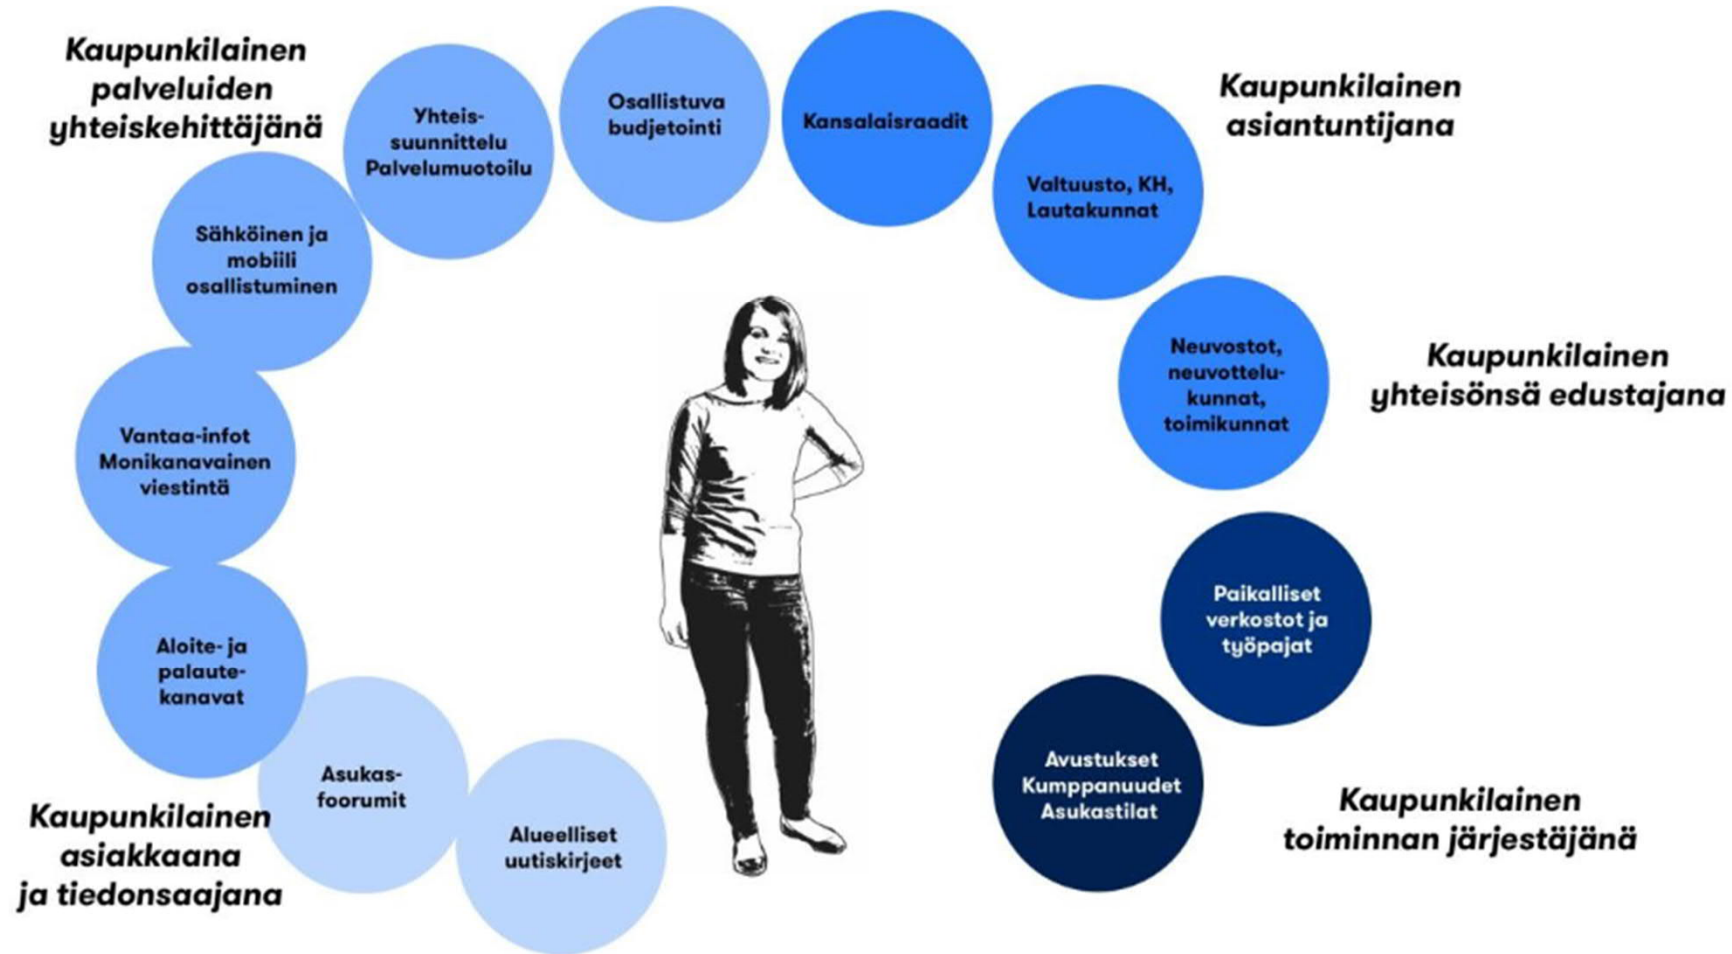 Kaupunkilainen
palveluiden
yhteiskehittäjänä
Yhteis-
suunnittelu
Palvelumuotoilu
Osallistuva
budjetointi
Kansalaisraadit
Kaupunkilainen
asiantuntijana
Valtuusto, KH,
Lautakunnat
Sähköinen ja
mobiili
osallistuminen
Neuvostot,
neuvottelu-
kunnat,
toimikunnat
Kaupunkilainen
yhteisönsä edustajana
Vantaa-infot
Monikanavainen
viestintä
Paikalliset
verkostot ja
työpajat
Aloite- ja
palaute-
kanavat
Asukas-
foorumit
Alueelliset
uutiskirjeet
Avustukset
Kumppanuudet
Asukastilat
Kaupunkilainen
asiakkaana
ja tiedonsaajana
Kaupunkilainen
toiminnan järjestäjänä